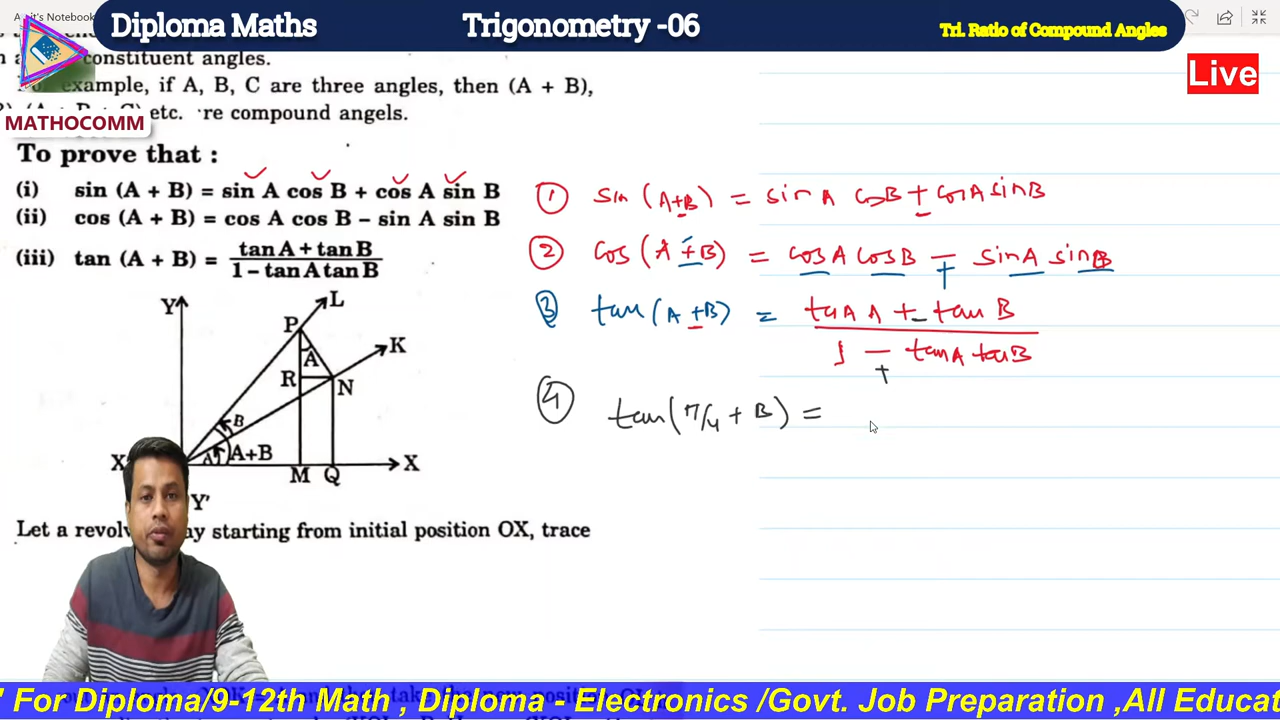 Diploma Maths
Trigonometry -06
Tri. Ratio of Compound Angles
Live
constituent angles.
example, if A, B, C are three angles, then (A + B),
etc. re compound angels.
MATHOCOMM
To prove that :
(i) sin (A + B) = sin A cos B + cos A sin B
(ii) cos (A + B) = cos A cos B – sin A sin B
(iii) tan (A + B) = tan A + tan B
1 – tan A tan B
① sin (A+B) = sin A cos B + cos A sin B
② cos (A + B) = cos A cos B – sin A sin B
+
③ tan (A + B) = tan A + tan B
1 – tan A tan B
+
④ tan (π/4 + B) =
Y
L
P
A
K
R
N
B
A+B
X
M
Q
X
Y'
Let a revol ay starting from initial position OX, trace
' For Diploma/9-12th Math , Diploma - Electronics /Govt. Job Preparation ,All Educat